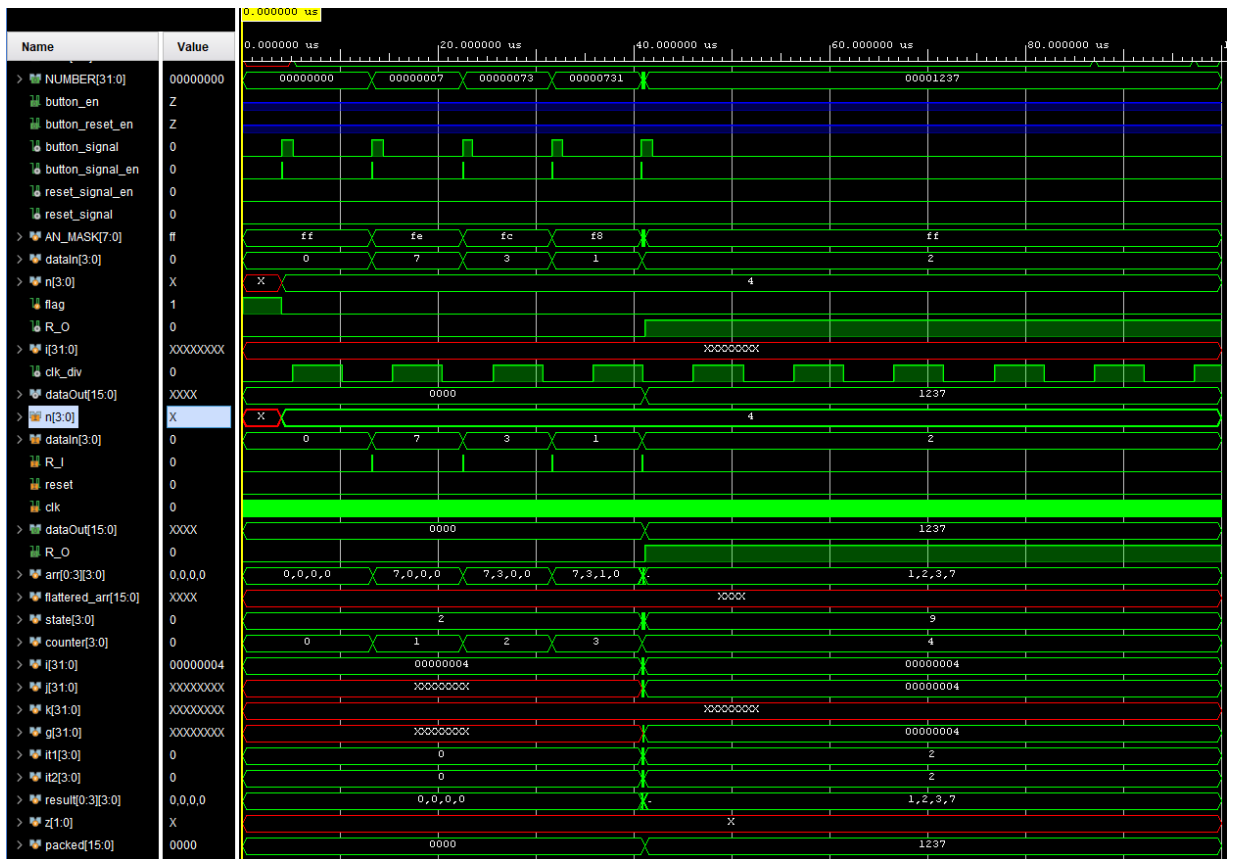 0.000000 us
Name Value 0.000000 us 20.000000 us 40.000000 us 60.000000 us 80.000000 us
NUMBER[31:0] 00000000 00000000 00000007 00000073 00000731 00001237
button_en Z
button_reset_en Z
button_signal 0
button_signal_en 0
reset_signal_en 0
reset_signal 0
AN_MASK[7:0] ff ff fe fc f8 ff
dataIn[3:0] 0 0 7 3 1 2
n[3:0] X X 4
flag 1
R_O 0
i[31:0] XXXXXXXX XXXXXXXX
clk_div 0
dataOut[15:0] XXXX 0000 1237
n[3:0] X X 4
dataIn[3:0] 0 0 7 3 1 2
R_I 0
reset 0
clk 0
dataOut[15:0] XXXX 0000 1237
R_O 0
arr[0:3][3:0] 0,0,0,0 0,0,0,0 7,0,0,0 7,3,0,0 7,3,1,0 . 1,2,3,7
flattered_arr[15:0] XXXX XXXX
state[3:0] 0 2 9
counter[3:0] 0 0 1 2 3 4
i[31:0] 00000004 00000004 00000004
j[31:0] XXXXXXXX XXXXXXXX 00000004
k[31:0] XXXXXXXX XXXXXXXX
g[31:0] XXXXXXXX XXXXXXXX 00000004
it1[3:0] 0 0 2
it2[3:0] 0 0 2
result[0:3][3:0] 0,0,0,0 0,0,0,0 . 1,2,3,7
z[1:0] X X
packed[15:0] 0000 0000 1237